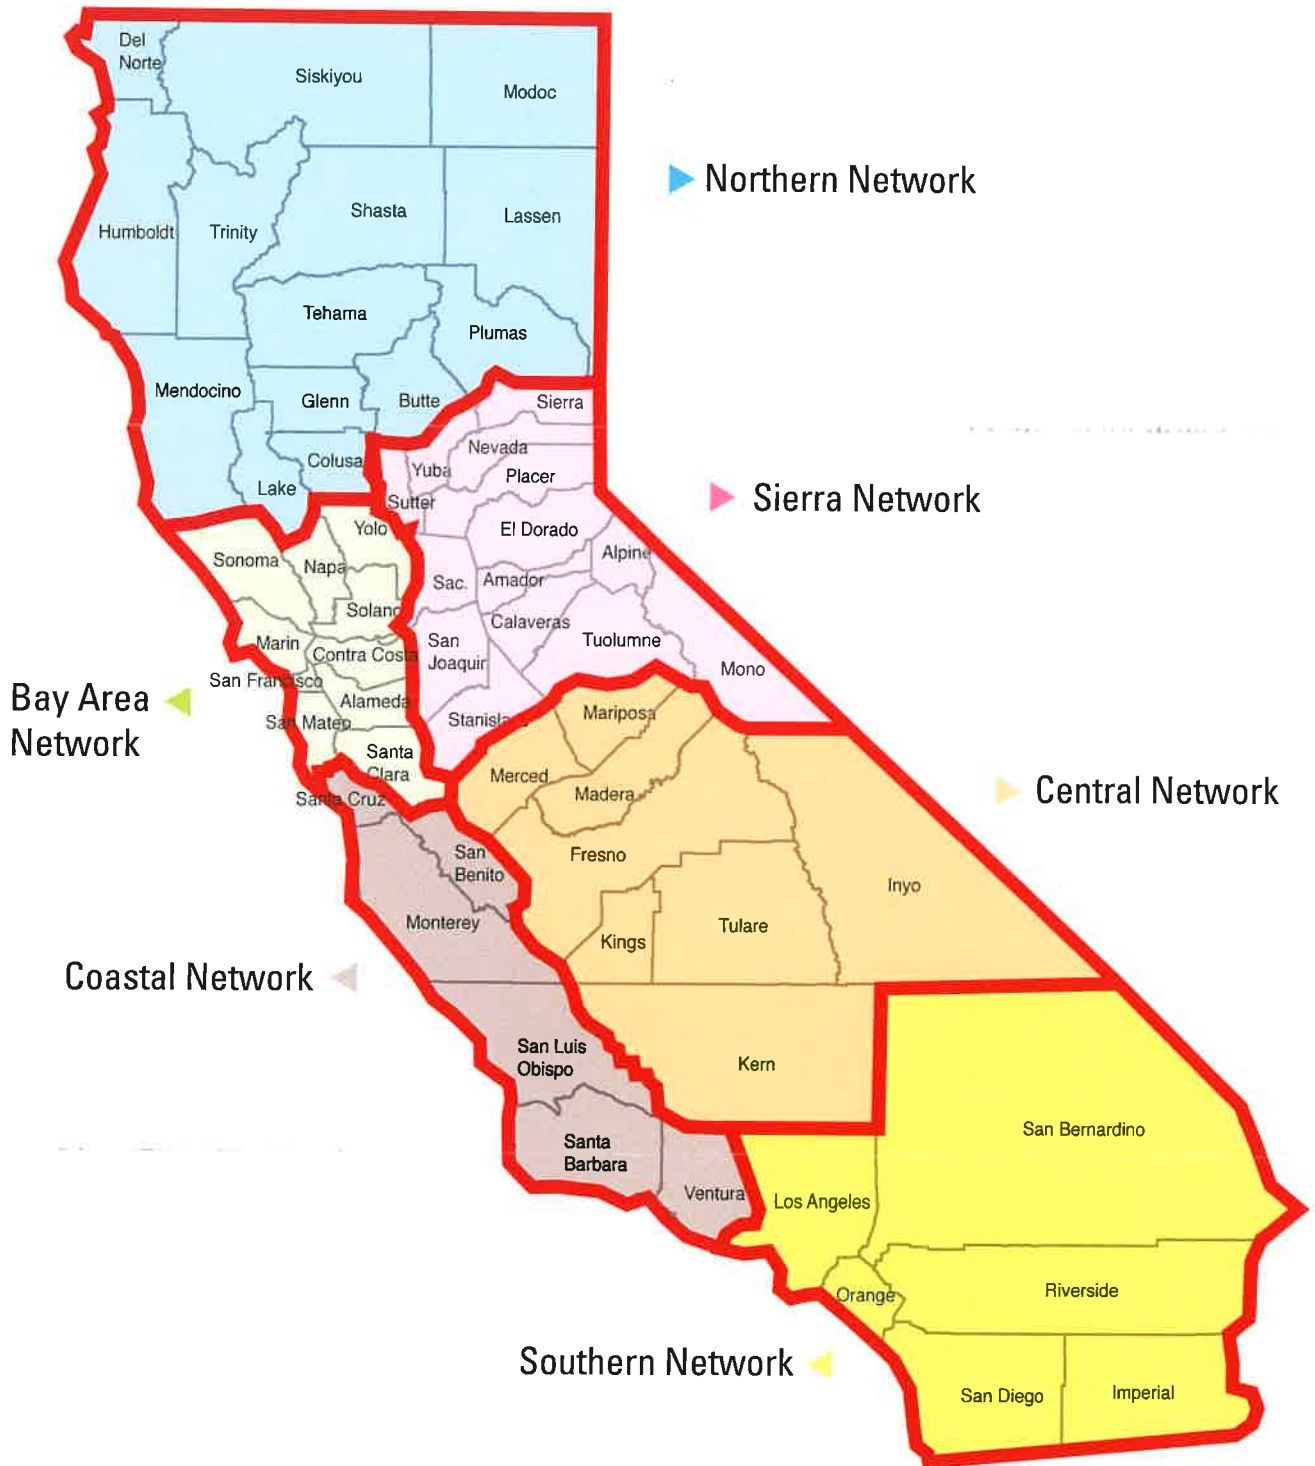 Del
Norte
Siskiyou
Modoc
Northern Network
Humboldt
Trinity
Shasta
Lassen
Tehama
Plumas
Mendocino
Glenn
Butte
Sierra
Colusa
Lake
Nevada
Yuba
Placer
Sutter
Sierra Network
Yolo
El Dorado
Sonoma
Napa
Alpine
Sac.
Amador
Solano
Calaveras
Marin
Contra Costa
San
Joaquin
Tuolumne
Mono
San Francisco
Alameda
Bay Area
Network
San Mateo
Stanislaus
Mariposa
Santa
Clara
Merced
Madera
Santa Cruz
Central Network
San
Benito
Fresno
Inyo
Monterey
Kings
Tulare
Coastal Network
San Luis
Obispo
Kern
Santa
Barbara
San Bernardino
Ventura
Los Angeles
Orange
Riverside
Southern Network
San Diego
Imperial